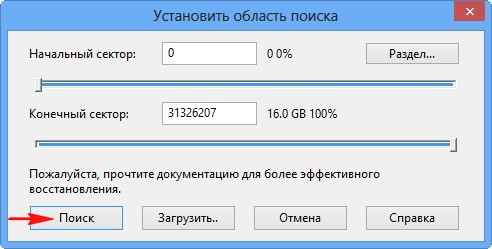 Установить область поиска
Начальный сектор: 0 0 0% Раздел...
Конечный сектор: 31326207 16.0 GB 100%
Пожалуйста, прочтите документацию для более эффективного
восстановления.
Поиск Загрузить.. Отмена Справка